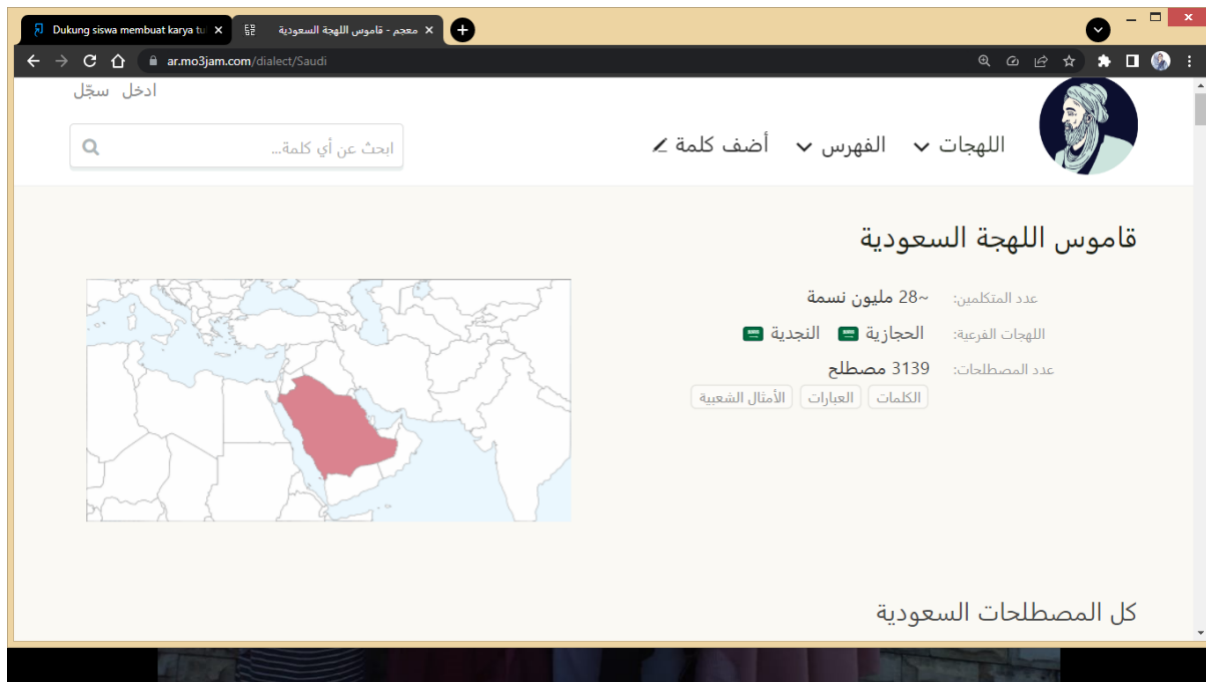 Dukung siswa membuat karya tu
معجم - قاموس اللهجة السعودية
ar.mo3jam.com/dialect/Saudi
ادخل سجّل
اللهجات الفهرس أضف كلمة
ابحث عن أي كلمة...
قاموس اللهجة السعودية
عدد المتكلمين: ~28 مليون نسمة
اللهجات الفرعية: الحجازية النجدية
عدد المصطلحات: 3139 مصطلح
الكلمات العبارات الأمثال الشعبية
كل المصطلحات السعودية